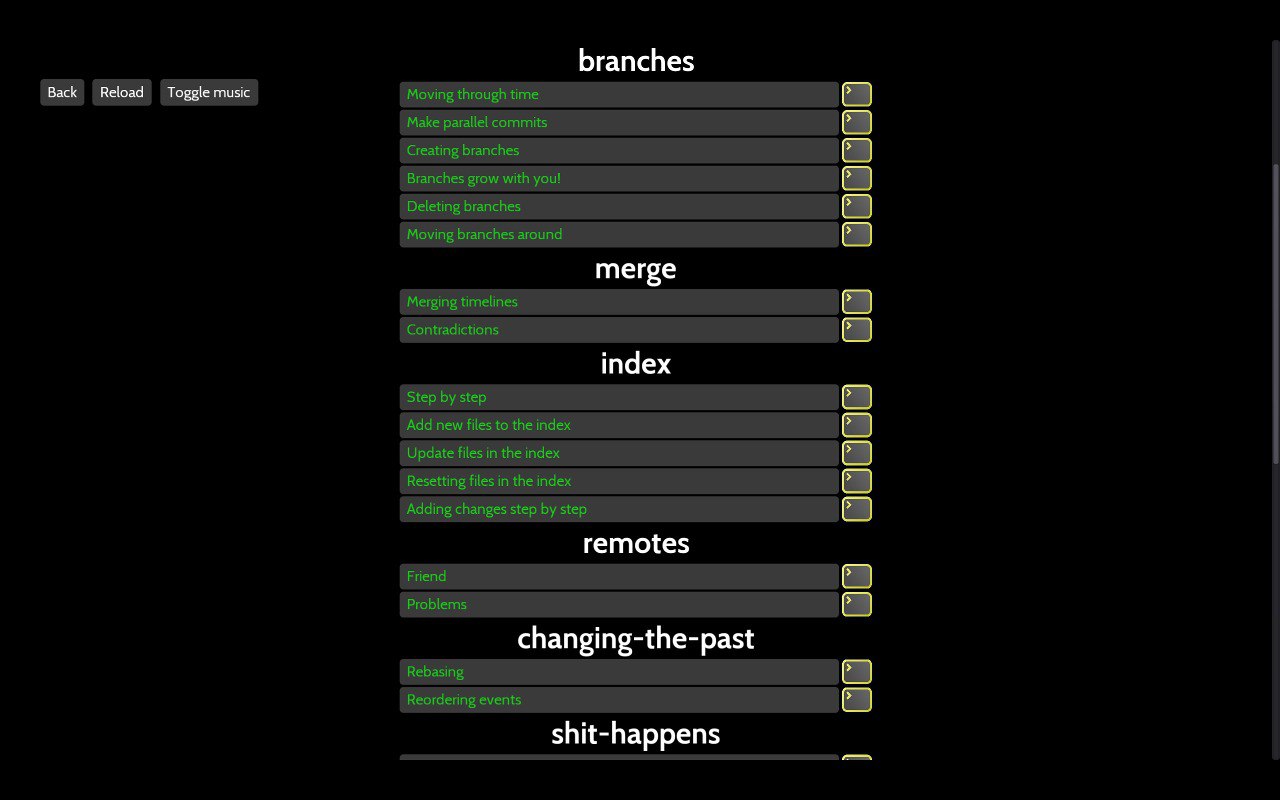 branches
Back
Reload
Toggle music
Moving through time
Make parallel commits
Creating branches
Branches grow with you!
Deleting branches
Moving branches around
merge
Merging timelines
Contradictions
index
Step by step
Add new files to the index
Update files in the index
Resetting files in the index
Adding changes step by step
remotes
Friend
Problems
changing-the-past
Rebasing
Reordering events
shit-happens